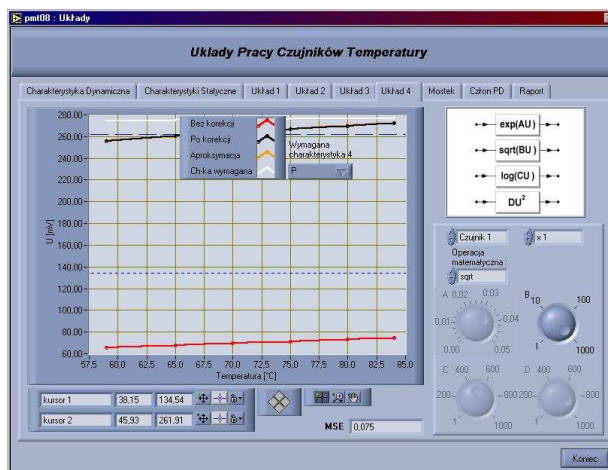 pmt08 : Układy
Układy Pracy Czujników Temperatury
Charakterystyka Dynamiczna
Charakterystyki Statyczne
Układ 1
Układ 2
Układ 3
Układ 4
Mostek
Człon PD
Raport
280,00
260,00
240,00
220,00
200,00
180,00
160,00
140,00
120,00
100,00
80,00
60,00
U [mV]
57,5
60,0
62,5
65,0
67,5
70,0
72,5
75,0
77,5
80,0
82,5
85,0
Temperatura [°C]
Bez korekcji
Po korekcji
Aproksymacja
Ch-ka wymagana
Wymagana
charakterystyka 4
P
exp(AU)
sqrt(BU)
log(CU)
DU²
Czujnik 1
x 1
Operacja
matematyczna :
sqrt
A
0,02
0,03
0,01
0,04
0,00
0,05
B
10
100
1
1000
C
400
600
200
800
1
1000
D
400
600
200
800
1
1000
kursor 1
38,15
134,54
kursor 2
45,93
261,91
MSE
0,075
Koniec